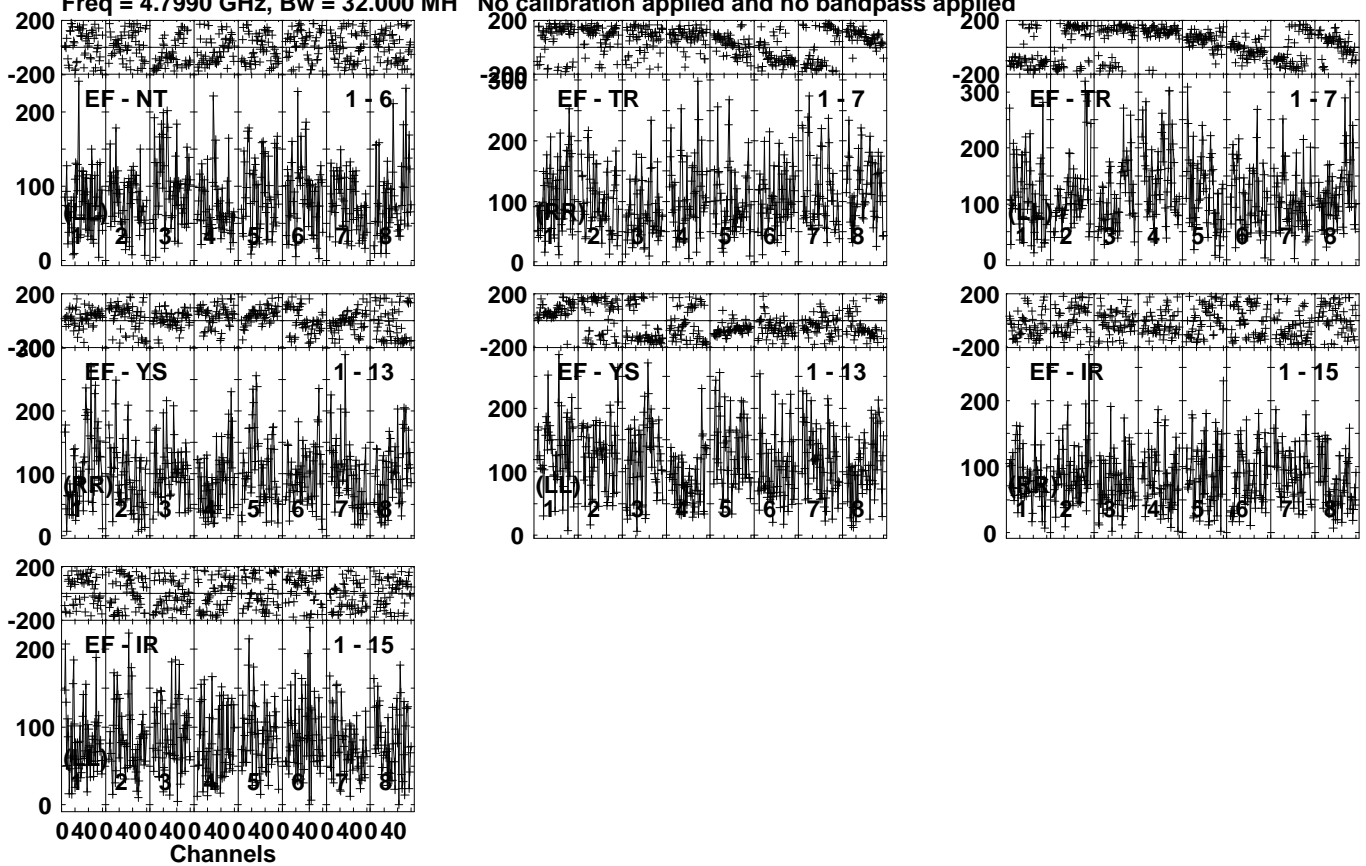 Freq = 4.7990 GHz, Bw = 32.000 MH No calibration applied and no bandpass applied
200
-200
EF - NT 1 - 6
200
100
0
(LL)
1 2 3 4 5 6 7 8
200
-200
300
EF - TR 1 - 7
200
100
0
(RR)
1 2 3 4 5 6 7 8
200
-200
300
EF - TR 1 - 7
200
100
0
(LL)
1 2 3 4 5 6 7 8
200
-200
300
EF - YS 1 - 13
200
100
0
(RR)
1 2 3 4 5 6 7 8
200
-200
EF - YS 1 - 13
200
100
0
(LL)
1 2 3 4 5 6 7 8
200
-200
EF - IR 1 - 15
200
100
0
(RR)
1 2 3 4 5 6 7 8
200
-200
EF - IR 1 - 15
200
100
0
(LL)
1 2 3 4 5 6 7 8
0 40 0 40 0 40 0 40 0 40 0 40 0 40 0 40
Channels